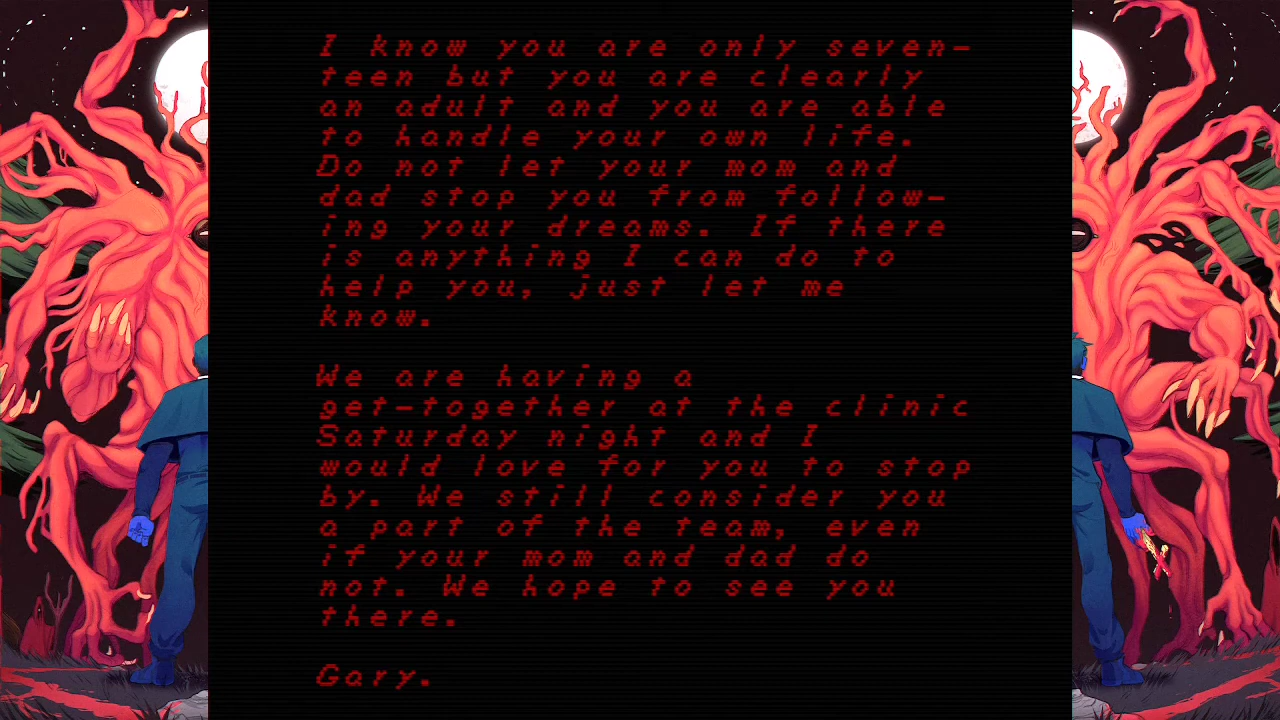 I know you are only seven-
teen but you are clearly
an adult and you are able
to handle your own life.
Do not let your mom and
dad stop you from follow-
ing your dreams. If there
is anything I can do to
help you, just let me
know.

We are having a
get-together at the clinic
Saturday night and I
would love for you to stop
by. We still consider you
a part of the team, even
if your mom and dad do
not. We hope to see you
there.

Gary.